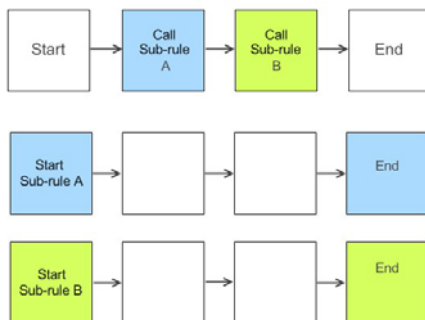 Start
Call
Sub-rule
A
Call
Sub-rule
B
End
Start
Sub-rule A
End
Start
Sub-rule B
End